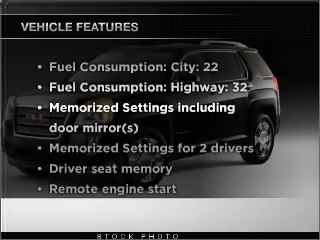 VEHICLE FEATURES
• Fuel Consumption: City: 22
• Fuel Consumption: Highway: 32
• Memorized Settings including
door mirror(s)
• Memorized Settings for 2 drivers
• Driver seat memory
• Remote engine start
STOCK PHOTO